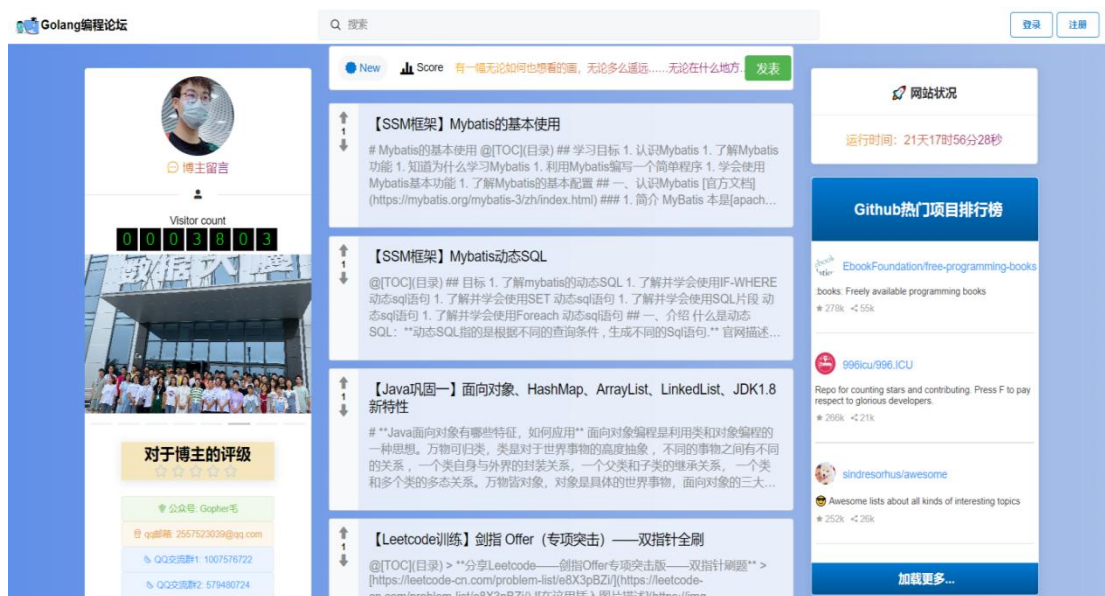 Golang编程论坛
搜索
登录
注册
博主留言
Visitor count
0003803
数据大厦
对于博主的评级
公众号: Gopher毛
qq邮箱: 2557523039@qq.com
QQ交流群1: 1007576722
QQ交流群2: 579480724
New
Score
有一幅无论如何也想看的画，无论多么遥远……无论在什么地方..
发表
1
【SSM框架】Mybatis的基本使用
# Mybatis的基本使用 @[TOC](目录) ## 学习目标 1. 认识Mybatis 1. 了解Mybatis
功能 1. 知道为什么学习Mybatis 1. 利用Mybatis编写一个简单程序 1. 学会使用
Mybatis基本功能 1. 了解Mybatis的基本配置 ## 一、认识Mybatis [官方文档]
(https://mybatis.org/mybatis-3/zh/index.html) ### 1. 简介 MyBatis 本是[apach...
1
【SSM框架】Mybatis动态SQL
@[TOC](目录) ## 目标 1. 了解mybatis的动态SQL 1. 了解并学会使用IF-WHERE
动态sql语句 1. 了解并学会使用SET 动态sql语句 1. 了解并学会使用SQL片段 动
态sql语句 1. 了解并学会使用Foreach 动态sql语句 ## 一、介绍 什么是动态
SQL：**动态SQL指的是根据不同的查询条件 , 生成不同的Sql语句.** 官网描述...
1
【Java巩固一】面向对象、HashMap、ArrayList、LinkedList、JDK1.8
新特性
# **Java面向对象有哪些特征，如何应用** 面向对象编程是利用类和对象编程的
一种思想。万物可归类，类是对于世界事物的高度抽象 ，不同的事物之间有不同
的关系 ，一个类自身与外界的封装关系，一个父类和子类的继承关系， 一个类
和多个类的多态关系。万物皆对象，对象是具体的世界事物，面向对象的三大...
1
【Leetcode训练】剑指 Offer（专项突击）——双指针全刷
@[TOC](目录) > **分享Leetcode——剑指Offer专项突击版——双指针刷题** >
[https://leetcode-cn.com/problem-list/e8X3pBZi/](https://leetcode-
网站状况
运行时间：21天17时56分28秒
Github热门项目排行榜
EbookFoundation/free-programming-books
:books: Freely available programming books
278k 55k
996icu/996.ICU
Repo for counting stars and contributing. Press F to pay
respect to glorious developers.
266k 21k
sindresorhus/awesome
Awesome lists about all kinds of interesting topics
252k 26k
加载更多...